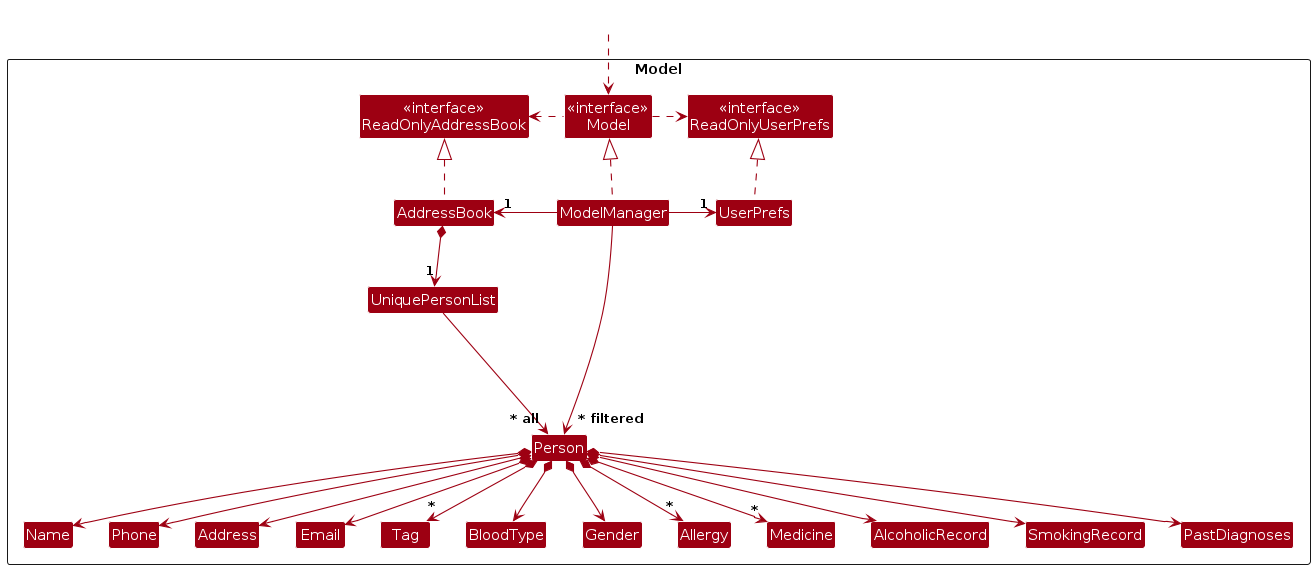 Model
«interface»
ReadOnlyAddressBook
«interface»
Model
«interface»
ReadOnlyUserPrefs
AddressBook
1
ModelManager
1
UserPrefs
1
UniquePersonList
* all
* filtered
Person
*
*
*
Name
Phone
Address
Email
Tag
BloodType
Gender
Allergy
Medicine
AlcoholicRecord
SmokingRecord
PastDiagnoses